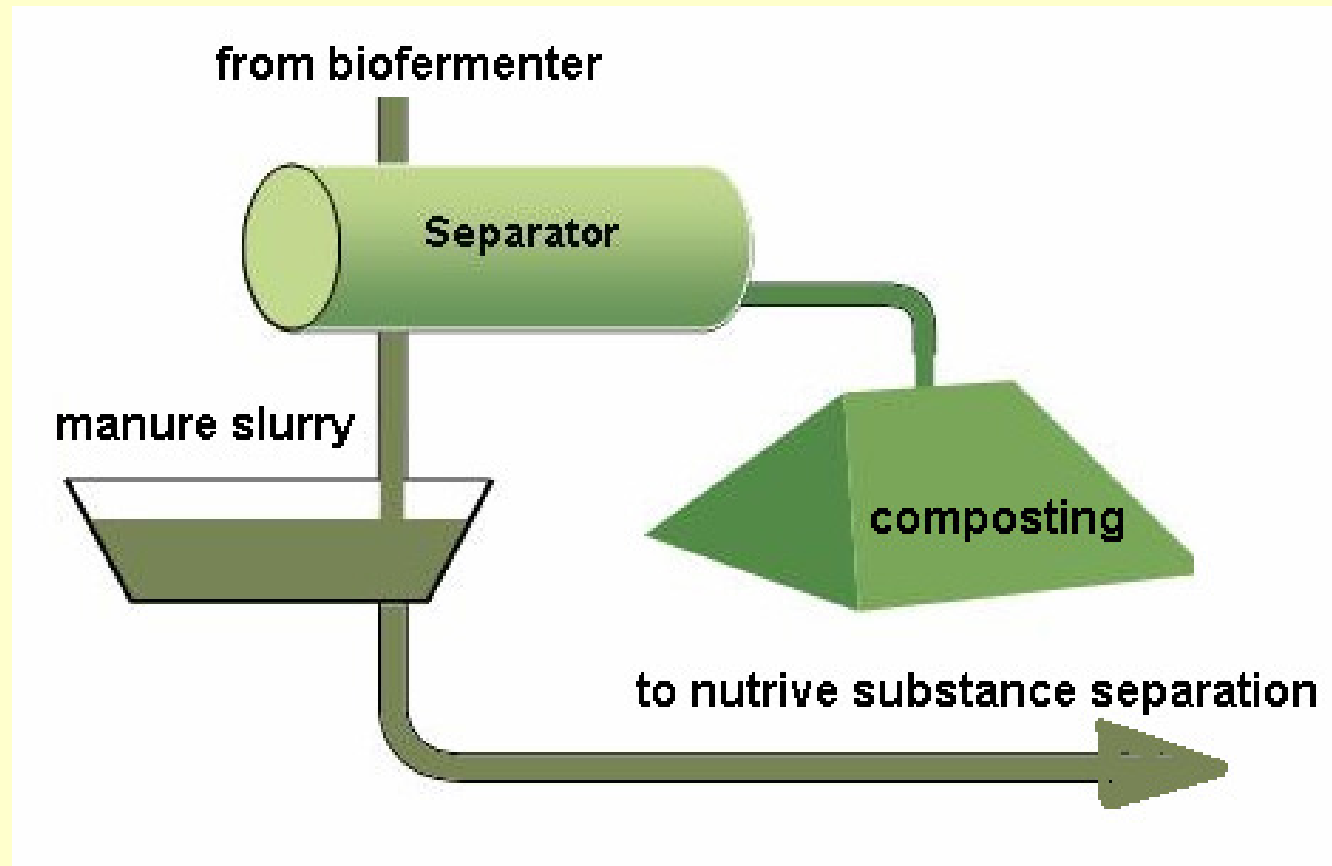 from biofermenter
Separator
manure slurry
composting
to nutrive substance separation